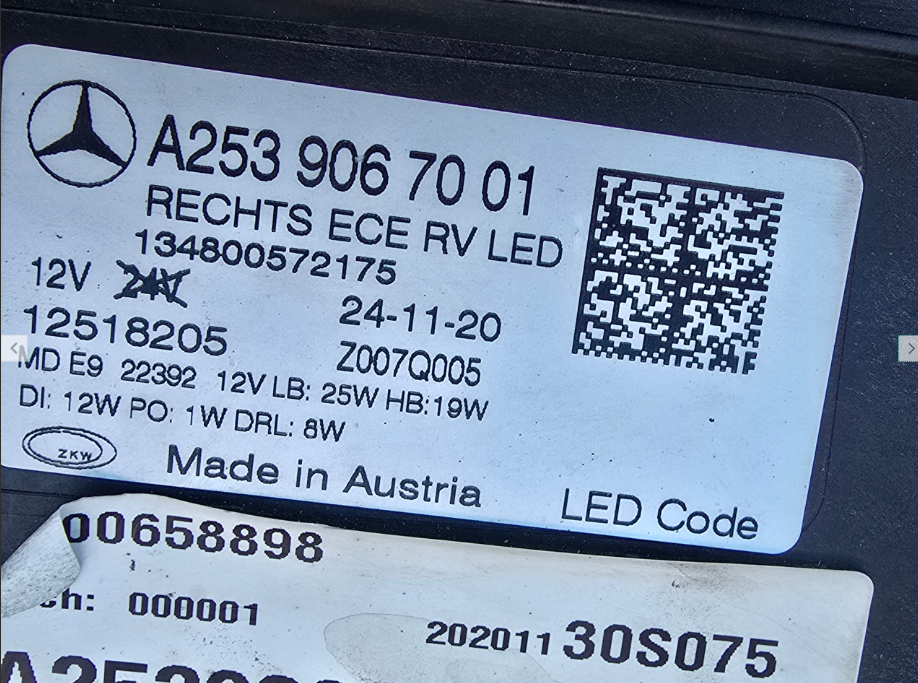 A253 906 70 01
RECHTS ECE RV LED
134800572175
12V 24V
24-11-20
12518205
Z007Q005
MD E9 22392 12V LB: 25W HB:19W
DI: 12W PO: 1W DRL: 8W
ZKW
Made in Austria
LED Code
00658898
ch: 000001
202011 30S075